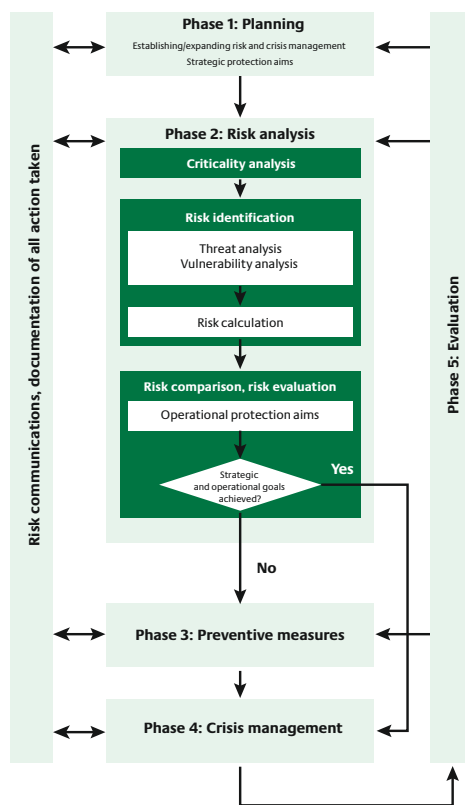 Phase 1: Planning
Establishing/expanding risk and crisis management
Strategic protection aims
Phase 2: Risk analysis
Criticality analysis
Risk identification
Threat analysis
Vulnerability analysis
Risk calculation
Risk comparison, risk evaluation
Operational protection aims
Strategic
and operational goals
achieved?
Yes
No
Phase 3: Preventive measures
Phase 4: Crisis management
Risk communications, documentation of all action taken
Phase 5: Evaluation